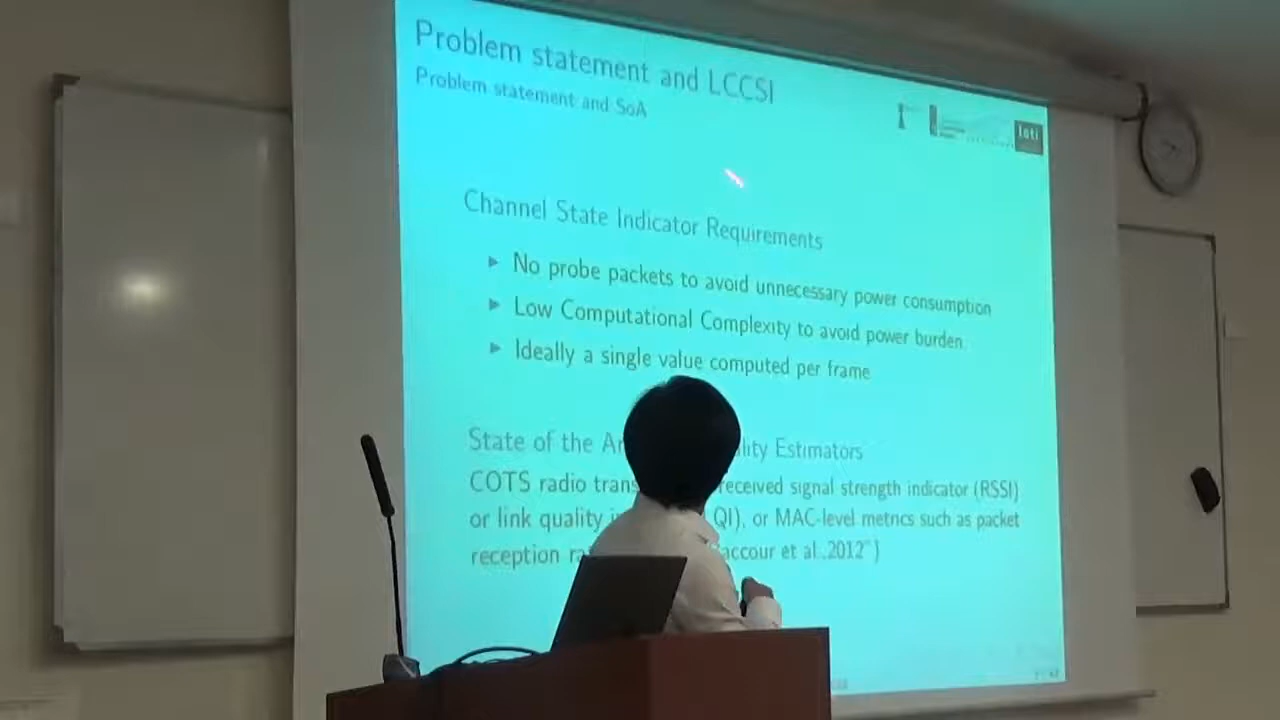 Problem statement and LCCSI
Problem statement and SoA
leti
Channel State Indicator Requirements
▶ No probe packets to avoid unnecessary power consumption
▶ Low Computational Complexity to avoid power burden
▶ Ideally a single value computed per frame
State of the Estimators
COTS radio received signal strength indicator (RSSI)
or link quality QI), or MAC-level metrics such as packet
reception et al.,2012")